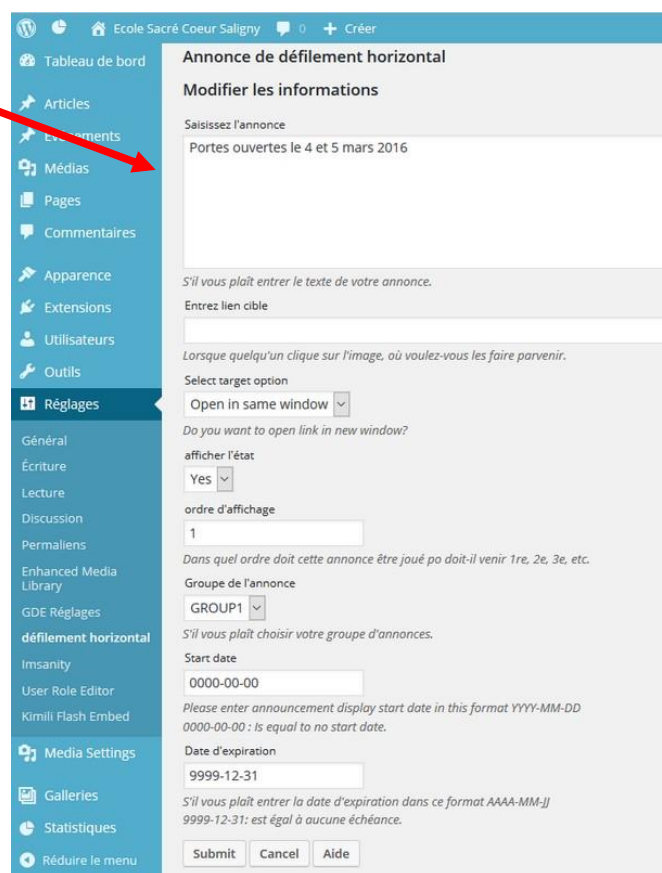 Ecole Sacré Coeur Saligny 0 + Créer
Tableau de bord
Articles
Evénements
Médias
Pages
Commentaires
Apparence
Extensions
Utilisateurs
Outils
Réglages
Général
Écriture
Lecture
Discussion
Permaliens
Enhanced Media
Library
GDE Réglages
défilement horizontal
Imsanity
User Role Editor
Kimili Flash Embed
Media Settings
Galleries
Statistiques
Réduire le menu
Annonce de défilement horizontal
Modifier les informations
Saisissez l'annonce
Portes ouvertes le 4 et 5 mars 2016
S'il vous plaît entrer le texte de votre annonce.
Entrez lien cible
Lorsque quelqu'un clique sur l'image, où voulez-vous les faire parvenir.
Select target option
Open in same window
Do you want to open link in new window?
afficher l'état
Yes
ordre d'affichage
1
Dans quel ordre doit cette annonce être joué po doit-il venir 1re, 2e, 3e, etc.
Groupe de l'annonce
GROUP1
S'il vous plaît choisir votre groupe d'annonces.
Start date
0000-00-00
Please enter announcement display start date in this format YYYY-MM-DD
0000-00-00 : Is equal to no start date.
Date d'expiration
9999-12-31
S'il vous plaît entrer la date d'expiration dans ce format AAAA-MM-JJ
9999-12-31: est égal à aucune échéance.
Submit Cancel Aide